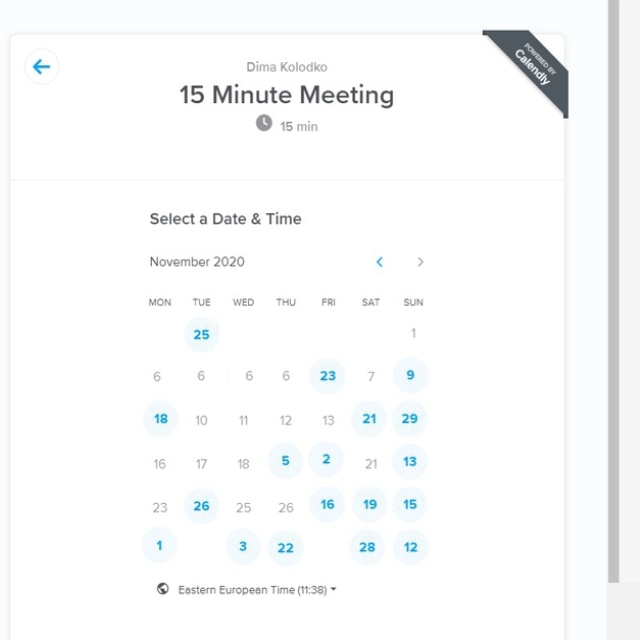 POWERED BY
Calendly
Dima Kolodko
15 Minute Meeting
15 min
Select a Date & Time
November 2020
MON TUE WED THU FRI SAT SUN
25 1
6 6 6 6 23 7 9
18 10 11 12 13 21 29
16 17 18 5 2 21 13
23 26 25 26 16 19 15
1 3 22 28 12
Eastern European Time (11:38)